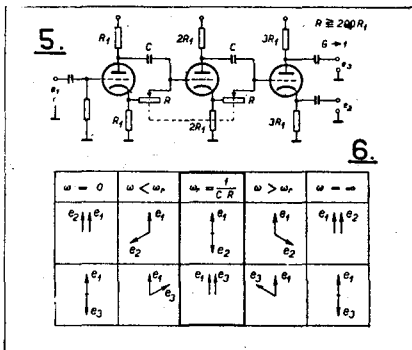 5.
R₁ C 2R₁ C 3R₁ R ≧ 200R₁
G → 1
e₃
e₁
e₂
R₁ R 2R₁ R 3R₁
6.
ω = 0 ω < ωᵣ ωᵣ = 1/CR ω > ωᵣ ω = ∞
e₂ e₁ e₁ e₂ e₁ e₂ e₁ e₂ e₁ e₂
e₁ e₃ e₁ e₃ e₁ e₃ e₃ e₁ e₁ e₃